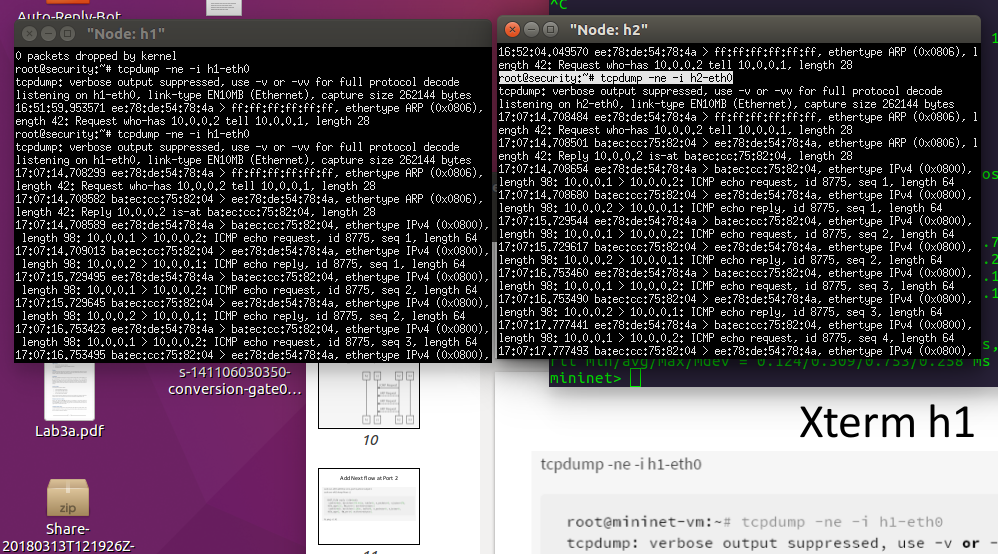 Auto-Reply-Bot
^C
"Node: h1"
0 packets dropped by kernel
root@security:~# tcpdump -ne -i h1-eth0
tcpdump: verbose output suppressed, use -v or -vv for full protocol decode
listening on h1-eth0, link-type EN10MB (Ethernet), capture size 262144 bytes
16:51:59.953571 ee:78:de:54:78:4a > ff:ff:ff:ff:ff:ff, ethertype ARP (0x0806), l
ength 42: Request who-has 10.0.0.2 tell 10.0.0.1, length 28
root@security:~# tcpdump -ne -i h1-eth0
tcpdump: verbose output suppressed, use -v or -vv for full protocol decode
listening on h1-eth0, link-type EN10MB (Ethernet), capture size 262144 bytes
17:07:14.708299 ee:78:de:54:78:4a > ff:ff:ff:ff:ff:ff, ethertype ARP (0x0806),
length 42: Request who-has 10.0.0.2 tell 10.0.0.1, length 28
17:07:14.708582 ba:ec:cc:75:82:04 > ee:78:de:54:78:4a, ethertype ARP (0x0806),
length 42: Reply 10.0.0.2 is-at ba:ec:cc:75:82:04, length 28
17:07:14.708589 ee:78:de:54:78:4a > ba:ec:cc:75:82:04, ethertype IPv4 (0x0800),
length 98: 10.0.0.1 > 10.0.0.2: ICMP echo request, id 8775, seq 1, length 64
17:07:14.709013 ba:ec:cc:75:82:04 > ee:78:de:54:78:4a, ethertype IPv4 (0x0800),
length 98: 10.0.0.2 > 10.0.0.1: ICMP echo reply, id 8775, seq 1, length 64
17:07:15.729495 ee:78:de:54:78:4a > ba:ec:cc:75:82:04, ethertype IPv4 (0x0800),
length 98: 10.0.0.1 > 10.0.0.2: ICMP echo request, id 8775, seq 2, length 64
17:07:15.729645 ba:ec:cc:75:82:04 > ee:78:de:54:78:4a, ethertype IPv4 (0x0800),
length 98: 10.0.0.2 > 10.0.0.1: ICMP echo reply, id 8775, seq 2, length 64
17:07:16.753423 ee:78:de:54:78:4a > ba:ec:cc:75:82:04, ethertype IPv4 (0x0800),
length 98: 10.0.0.1 > 10.0.0.2: ICMP echo request, id 8775, seq 3, length 64
17:07:16.753495 ba:ec:cc:75:82:04 > ee:78:de:54:78:4a, ethertype IPv4 (0x0800),
"Node: h2"
16:52:04.049570 ee:78:de:54:78:4a > ff:ff:ff:ff:ff:ff, ethertype ARP (0x0806), l
ength 42: Request who-has 10.0.0.2 tell 10.0.0.1, length 28
root@security:~# tcpdump -ne -i h2-eth0
tcpdump: verbose output suppressed, use -v or -vv for full protocol decode
listening on h2-eth0, link-type EN10MB (Ethernet), capture size 262144 bytes
17:07:14.708484 ee:78:de:54:78:4a > ff:ff:ff:ff:ff:ff, ethertype ARP (0x0806), l
ength 42: Request who-has 10.0.0.2 tell 10.0.0.1, length 28
17:07:14.708501 ba:ec:cc:75:82:04 > ee:78:de:54:78:4a, ethertype ARP (0x0806), l
ength 42: Reply 10.0.0.2 is-at ba:ec:cc:75:82:04, length 28
17:07:14.708654 ee:78:de:54:78:4a > ba:ec:cc:75:82:04, ethertype IPv4 (0x0800),
length 98: 10.0.0.1 > 10.0.0.2: ICMP echo request, id 8775, seq 1, length 64
17:07:14.708680 ba:ec:cc:75:82:04 > ee:78:de:54:78:4a, ethertype IPv4 (0x0800),
length 98: 10.0.0.2 > 10.0.0.1: ICMP echo reply, id 8775, seq 1, length 64
17:07:15.729544 ee:78:de:54:78:4a > ba:ec:cc:75:82:04, ethertype IPv4 (0x0800),
length 98: 10.0.0.1 > 10.0.0.2: ICMP echo request, id 8775, seq 2, length 64
17:07:15.729617 ba:ec:cc:75:82:04 > ee:78:de:54:78:4a, ethertype IPv4 (0x0800),
length 98: 10.0.0.2 > 10.0.0.1: ICMP echo reply, id 8775, seq 2, length 64
17:07:16.753460 ee:78:de:54:78:4a > ba:ec:cc:75:82:04, ethertype IPv4 (0x0800),
length 98: 10.0.0.1 > 10.0.0.2: ICMP echo request, id 8775, seq 3, length 64
17:07:16.753490 ba:ec:cc:75:82:04 > ee:78:de:54:78:4a, ethertype IPv4 (0x0800),
length 98: 10.0.0.2 > 10.0.0.1: ICMP echo reply, id 8775, seq 3, length 64
17:07:17.777441 ee:78:de:54:78:4a > ba:ec:cc:75:82:04, ethertype IPv4 (0x0800),
length 98: 10.0.0.1 > 10.0.0.2: ICMP echo request, id 8775, seq 4, length 64
17:07:17.777493 ba:ec:cc:75:82:04 > ee:78:de:54:78:4a, ethertype IPv4 (0x0800),
rtt min/avg/max/mdev = 0.124/0.309/0.753/0.258 ms
mininet>
s-141106030350-
conversion-gate0...
Lab3a.pdf
10
Add Next flow at Port 2
11
zip
Share-
20180313T121926Z-
Xterm h1
tcpdump -ne -i h1-eth0
root@mininet-vm:~# tcpdump -ne -i h1-eth0
tcpdump: verbose output suppressed, use -v or -